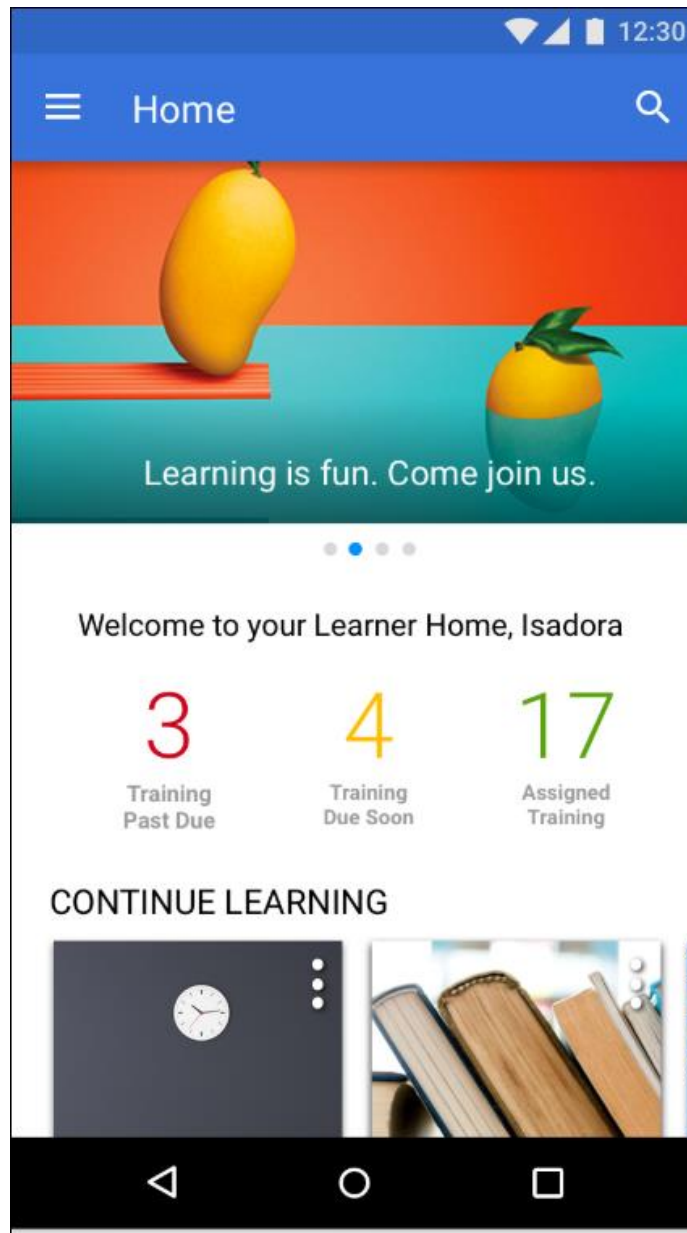 12:30
Home
Learning is fun. Come join us.
Welcome to your Learner Home, Isadora
3 4 17
Training Training Assigned
Past Due Due Soon Training
CONTINUE LEARNING